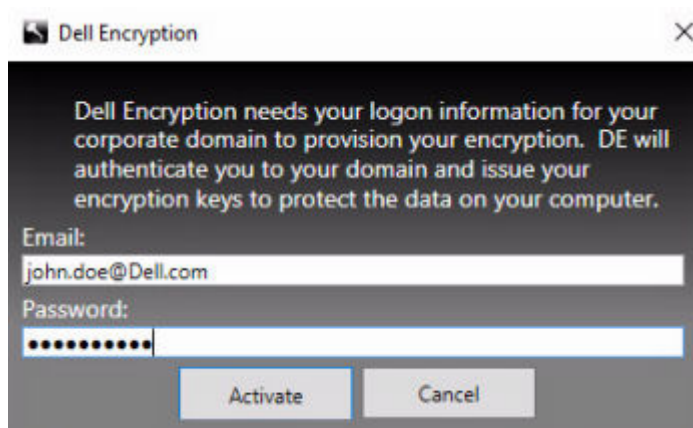 Dell Encryption
Dell Encryption needs your logon information for your
corporate domain to provision your encryption.  DE will
authenticate you to your domain and issue your
encryption keys to protect the data on your computer.
Email:
john.doe@Dell.com
Password:
●●●●●●●●●●
Activate
Cancel